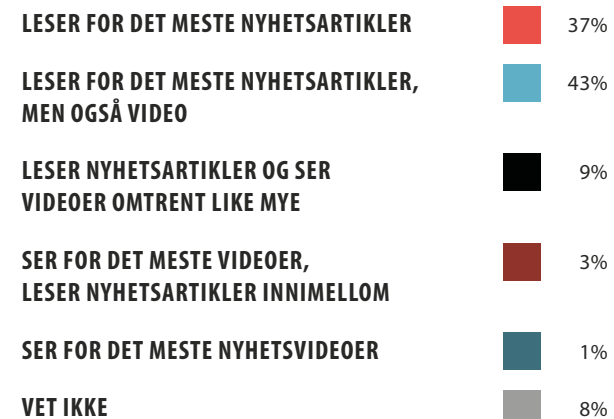 LESER FOR DET MESTE NYHETSARTIKLER 37%
LESER FOR DET MESTE NYHETSARTIKLER, 43%
MEN OGSÅ VIDEO
LESER NYHETSARTIKLER OG SER 9%
VIDEOER OMTRENT LIKE MYE
SER FOR DET MESTE VIDEOER, 3%
LESER NYHETSARTIKLER INNIMELLOM
SER FOR DET MESTE NYHETSVIDEOER 1%
VET IKKE 8%